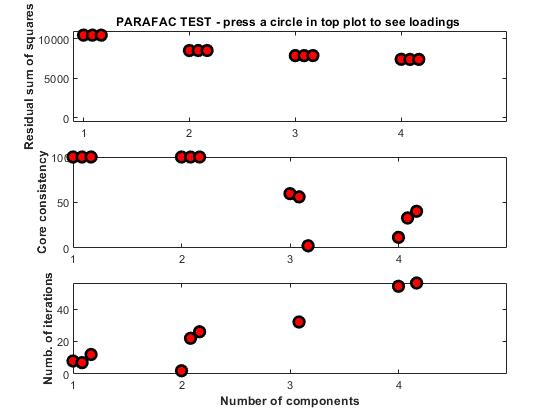 PARAFAC TEST - press a circle in top plot to see loadings
Residual sum of squares
10000
5000
0
1 2 3 4
Core consistency
100
50
0
1 2 3 4
Numb. of iterations
40
20
0
1 2 3 4
Number of components